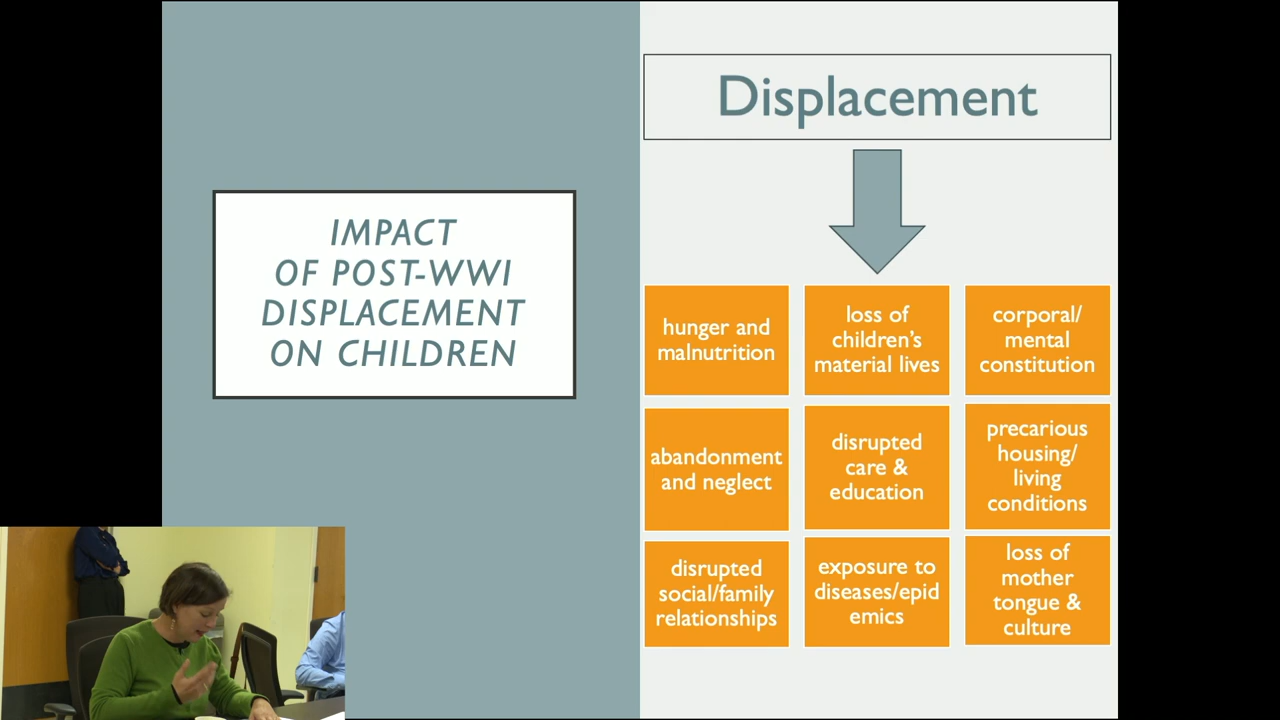 IMPACT
OF POST-WWI
DISPLACEMENT
ON CHILDREN
Displacement
hunger and
malnutrition
loss of
children's
material lives
corporal/
mental
constitution
abandonment
and neglect
disrupted
care &
education
precarious
housing/
living
conditions
disrupted
social/family
relationships
exposure to
diseases/epid
emics
loss of
mother
tongue &
culture